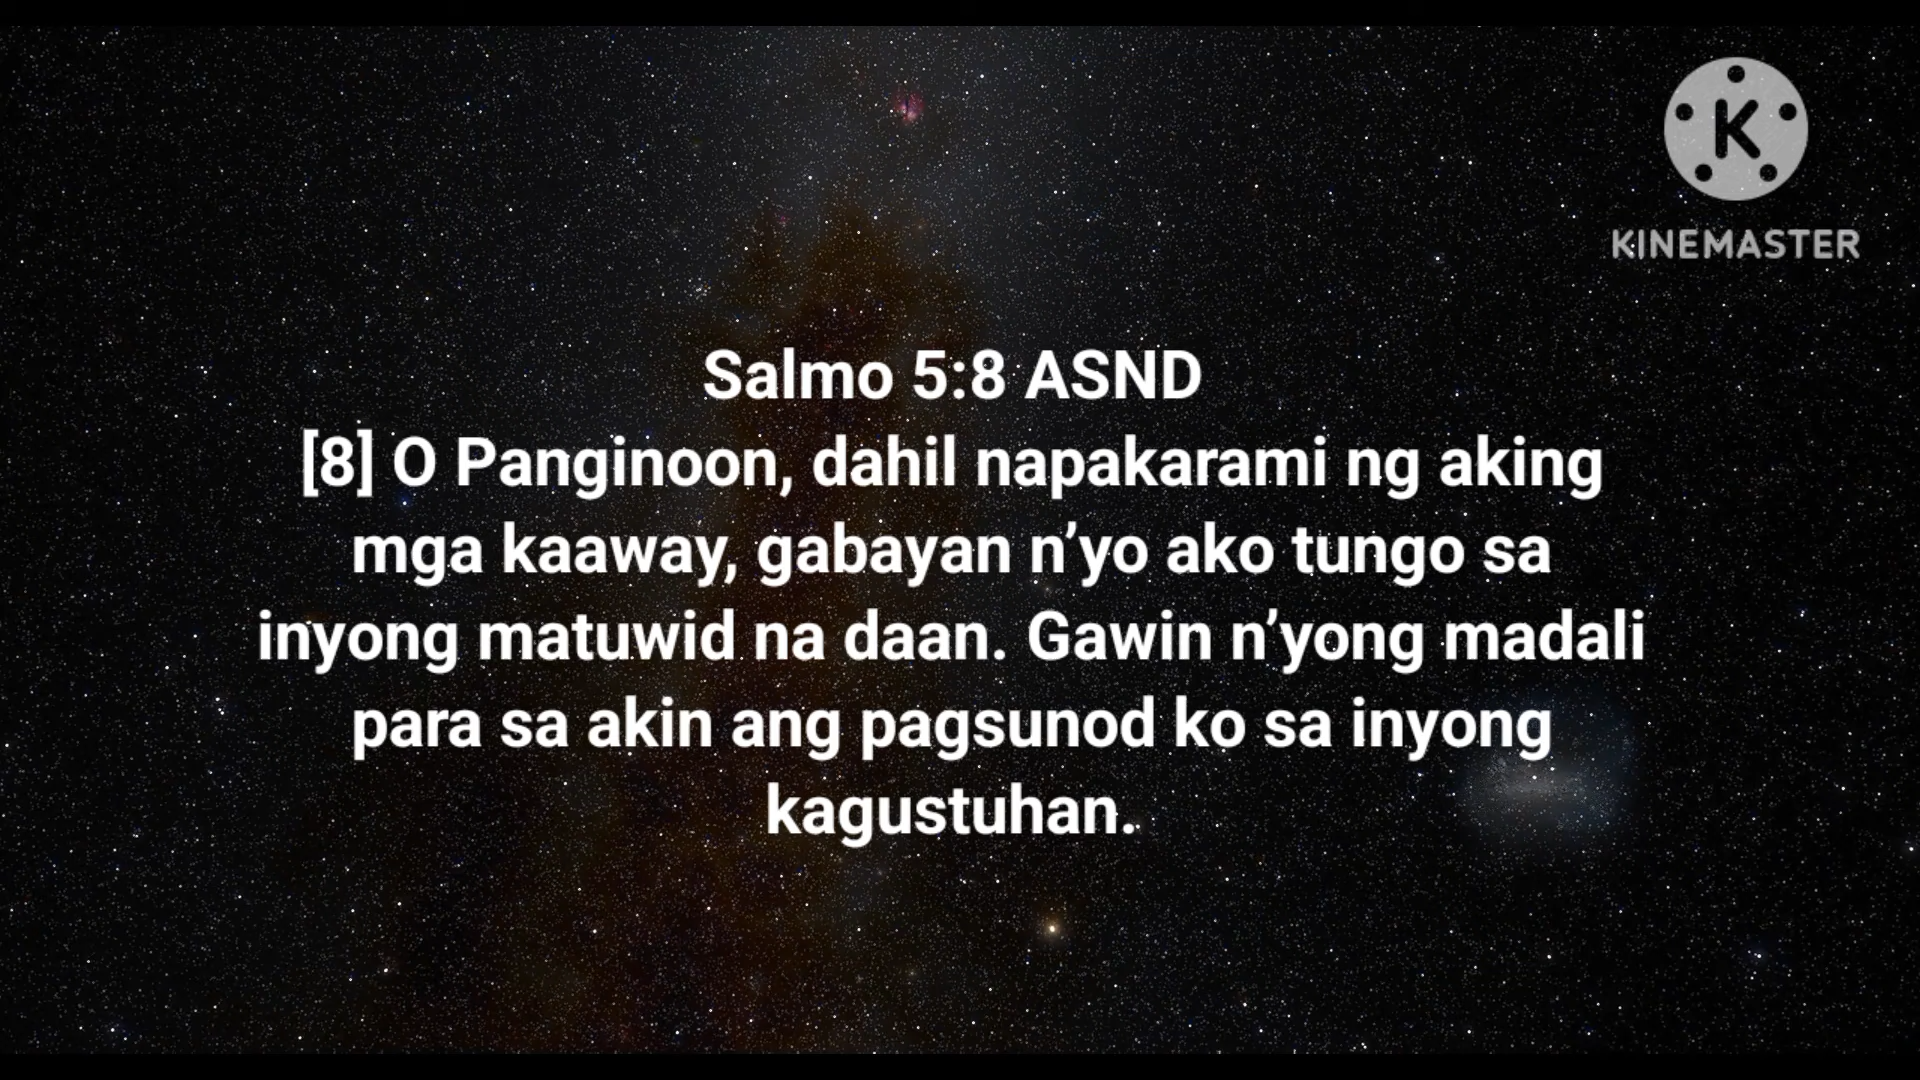 K
KINEMASTER
Salmo 5:8 ASND
[8] O Panginoon, dahil napakarami ng aking
mga kaaway, gabayan n’yo ako tungo sa
inyong matuwid na daan. Gawin n’yong madali
para sa akin ang pagsunod ko sa inyong
kagustuhan.